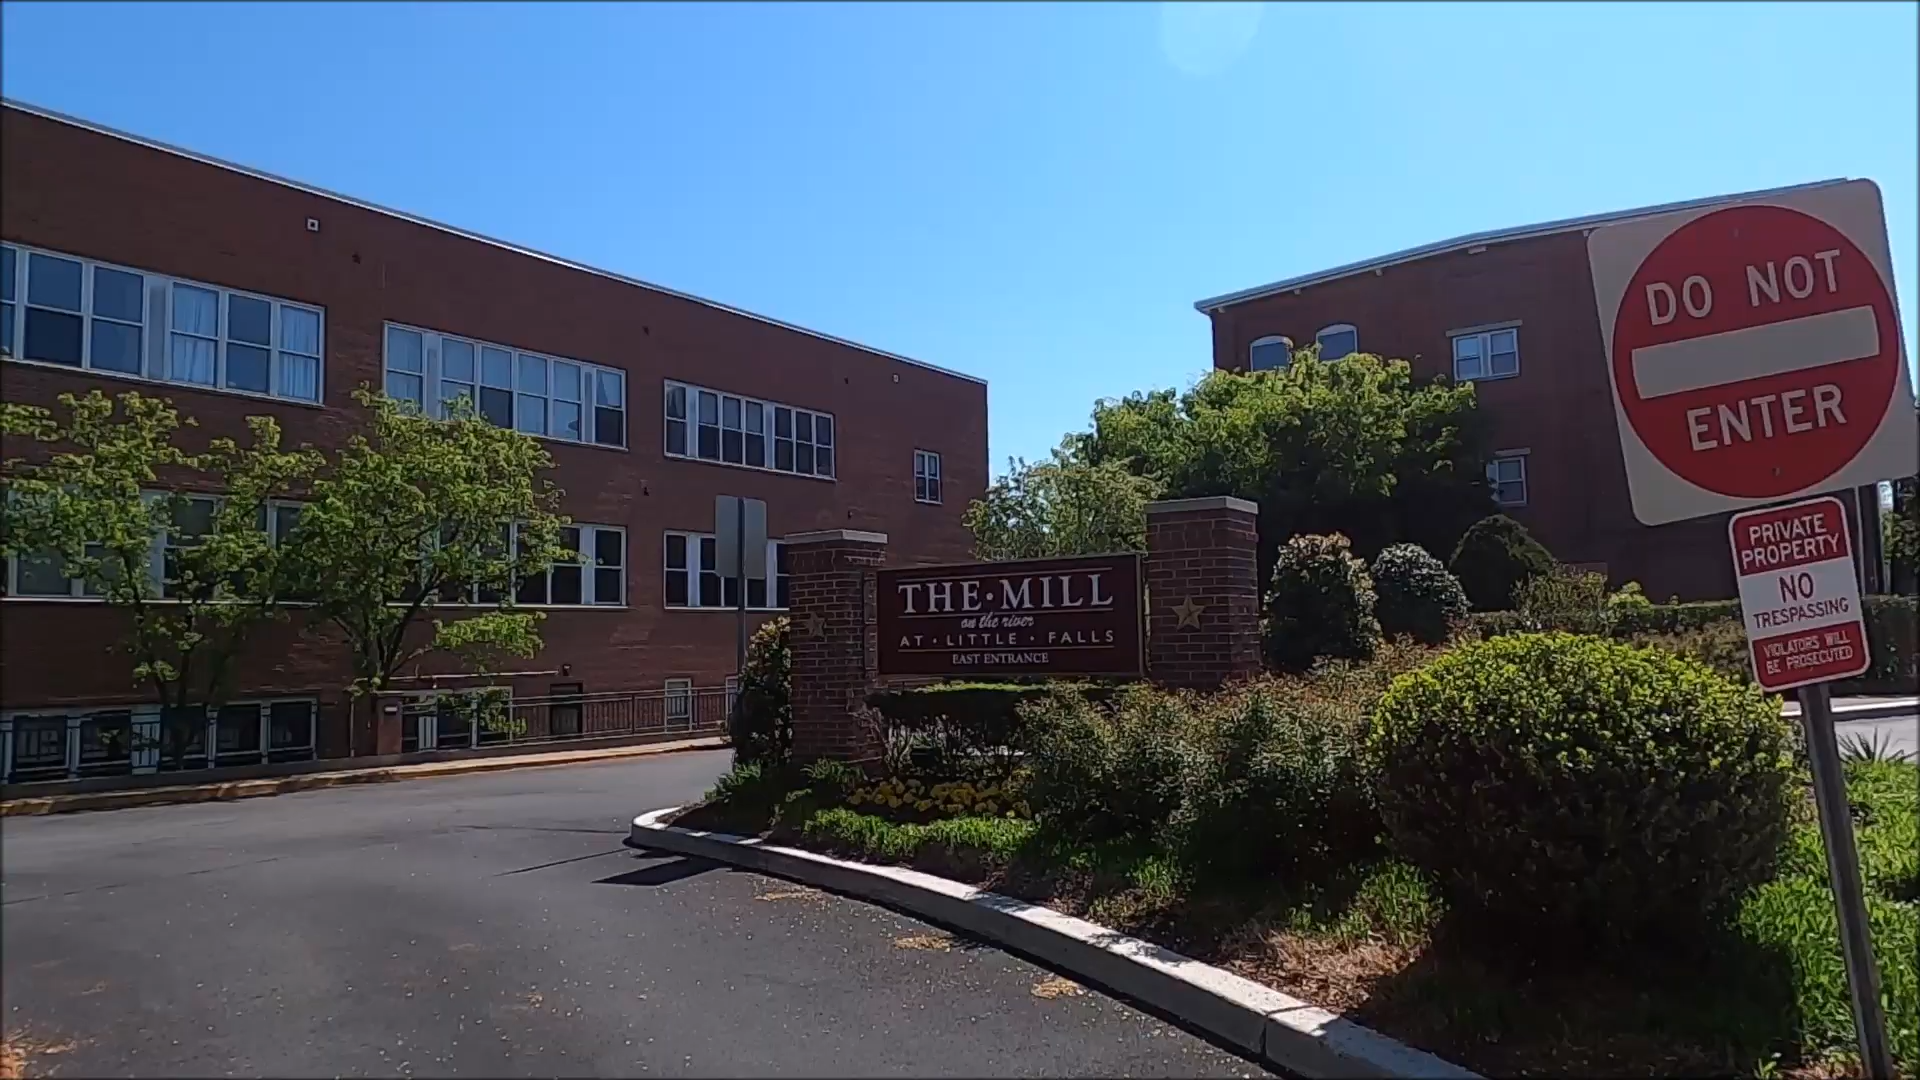 THE·MILL
on the river
AT·LITTLE·FALLS
EAST ENTRANCE
DO NOT
ENTER
PRIVATE
PROPERTY
NO
TRESPASSING
VIOLATORS WILL
BE PROSECUTED